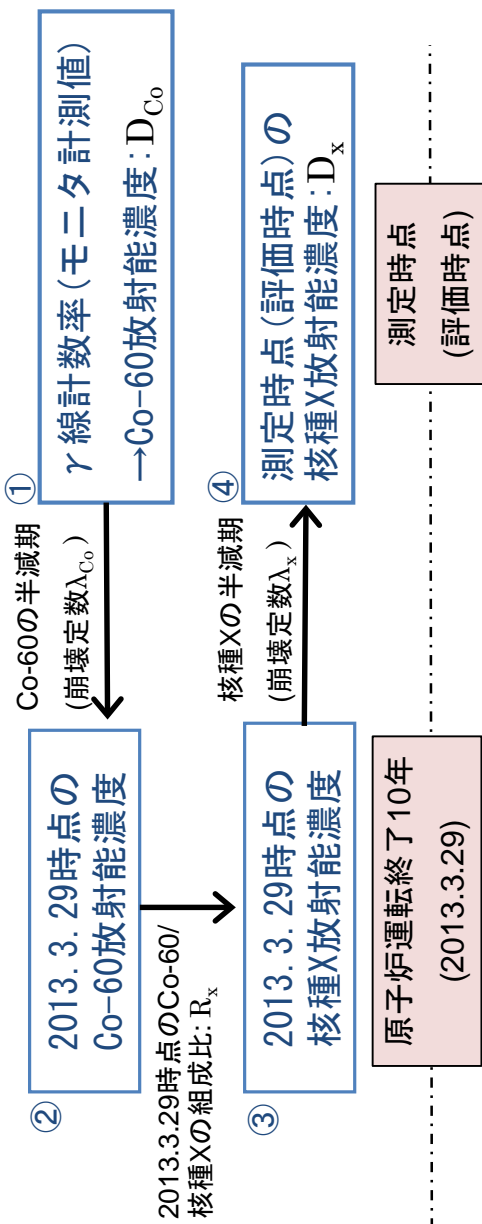 ①
γ線計数率(モニタ計測値)
→Co-60放射能濃度:D_Co
Co-60の半減期
(崩壊定数λ_Co)
②
2013.3.29時点の
Co-60放射能濃度
2013.3.29時点のCo-60/
核種Xの組成比: R_x
③
2013.3.29時点の
核種X放射能濃度
核種Xの半減期
(崩壊定数λ_x)
④
測定時点(評価時点)の
核種X放射能濃度:D_x
原子炉運転終了10年
(2013.3.29)
測定時点
(評価時点)